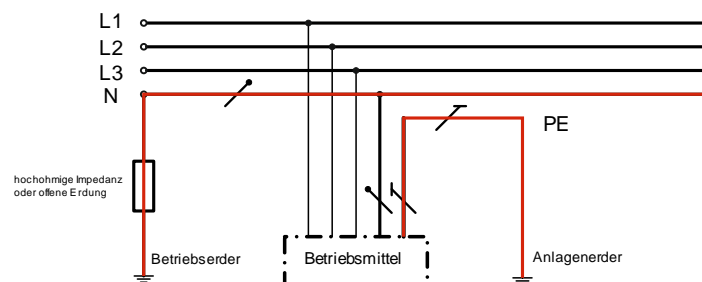 L1
L2
L3
N
PE
hochohmige Impedanz
oder offene Erdung
Betriebserder
Betriebsmittel
Anlagenerder